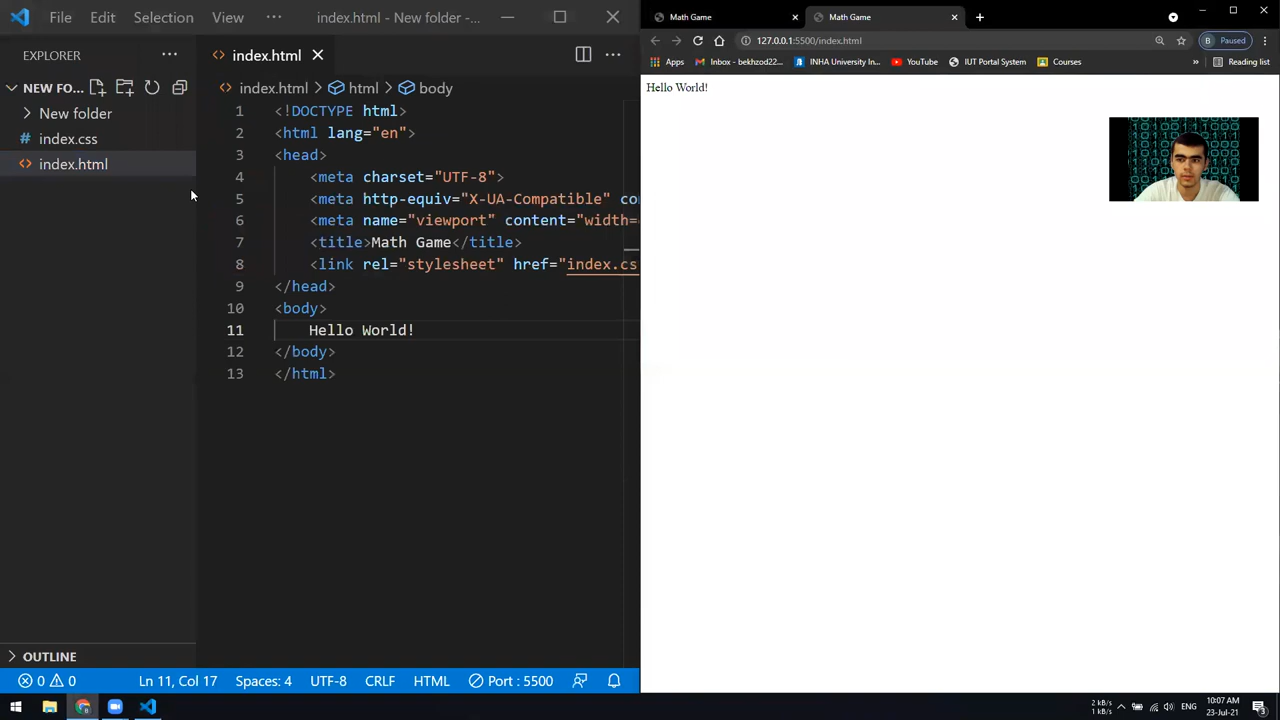 File Edit Selection View ··· index.html - New folder -...
EXPLORER ···
NEW FO...
New folder
index.css
index.html
OUTLINE
index.html
index.html > html > body
1 <!DOCTYPE html>
2 <html lang="en">
3 <head>
4 <meta charset="UTF-8">
5 <meta http-equiv="X-UA-Compatible" co
6 <meta name="viewport" content="width=
7 <title>Math Game</title>
8 <link rel="stylesheet" href="index.cs
9 </head>
10 <body>
11 Hello World!
12 </body>
13 </html>
0 0 Ln 11, Col 17 Spaces: 4 UTF-8 CRLF HTML Port : 5500
Math Game Math Game
127.0.0.1:5500/index.html B Paused
Apps Inbox - bekhzod22... INHA University In... YouTube IUT Portal System Courses » Reading list
Hello World!
2 kB/s
1 kB/s
ENG
10:07 AM
23-Jul-21
3